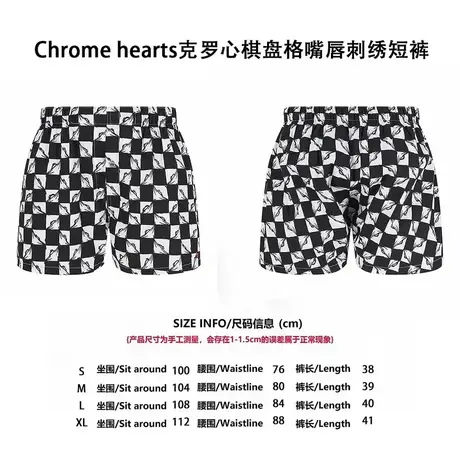 Chrome hearts克罗心棋盘格嘴唇刺绣短裤
SIZE INFO/尺码信息 (cm)
(产品尺寸为手工测量，会存在1-1.5cm的误差属于正常现象)
S 坐围/Sit around 100 腰围/Waistline 76 裤长/Length 38
M 坐围/Sit around 104 腰围/Waistline 80 裤长/Length 39
L 坐围/Sit around 108 腰围/Waistline 84 裤长/Length 40
XL 坐围/Sit around 112 腰围/Waistline 88 裤长/Length 41